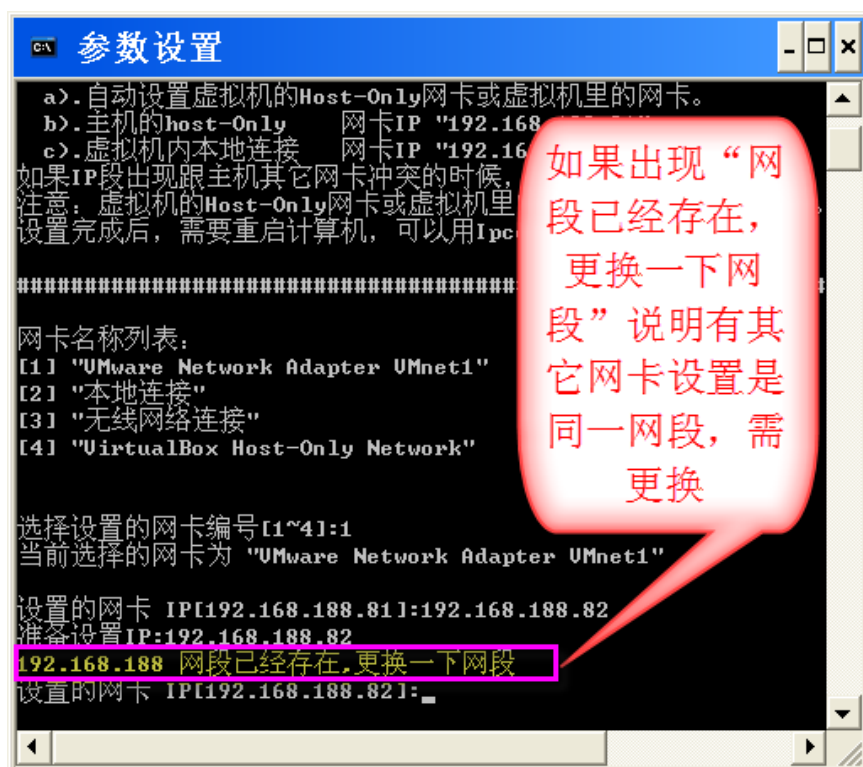 参数设置
a).自动设置虚拟机的Host-Only网卡或虚拟机里的网卡。
b).主机的host-Only 网卡IP "192.168
c).虚拟机内本地连接 网卡IP "192.16
如果IP段出现跟主机其它网卡冲突的时候，
注意：虚拟机的Host-Only网卡或虚拟机里
设置完成后，需要重启计算机，可以用Ipc
##############################################
网卡名称列表：
[1] "VMware Network Adapter VMnet1"
[2] "本地连接"
[3] "无线网络连接"
[4] "VirtualBox Host-Only Network"
选择设置的网卡编号[1~4]:1
当前选择的网卡为 "VMware Network Adapter VMnet1"
设置的网卡 IP[192.168.188.81]:192.168.188.82
准备设置IP:192.168.188.82
192.168.188 网段已经存在,更换一下网段
设置的网卡 IP[192.168.188.82]:_
如果出现“网
段已经存在，
更换一下网
段”说明有其
它网卡设置是
同一网段，需
更换